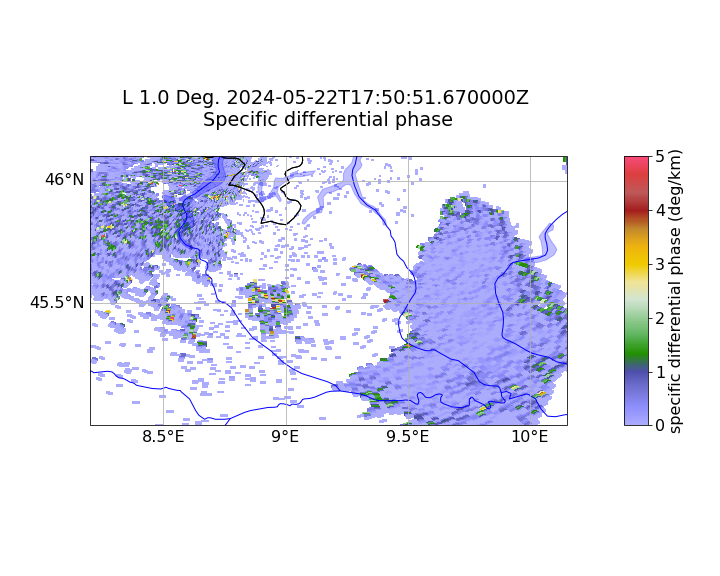 L 1.0 Deg. 2024-05-22T17:50:51.670000Z
Specific differential phase
46°N
45.5°N
8.5°E
9°E
9.5°E
10°E
5
4
3
2
1
0
specific differential phase (deg/km)